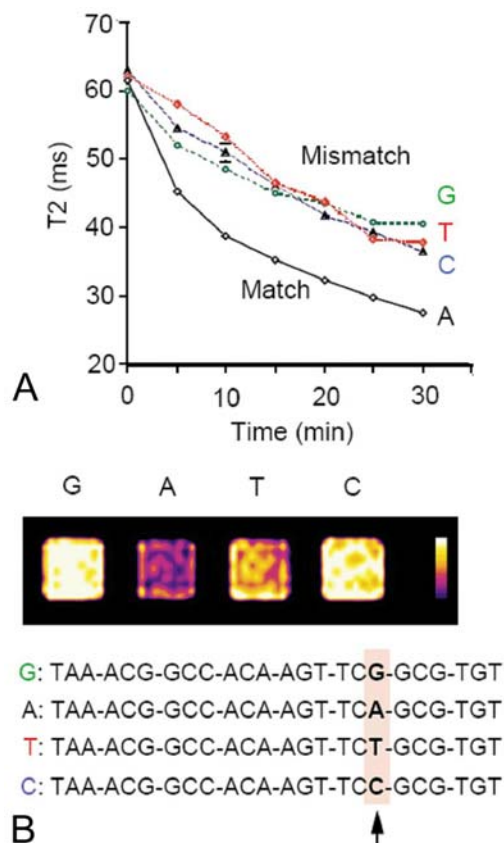 70
60
50
40
30
20
T2 (ms)
Mismatch
Match
G
T
C
A
0 10 20 30
Time (min)
A
G A T C
G: TAA-ACG-GCC-ACA-AGT-TCG-GCG-TGT
A: TAA-ACG-GCC-ACA-AGT-TCA-GCG-TGT
T: TAA-ACG-GCC-ACA-AGT-TCT-GCG-TGT
C: TAA-ACG-GCC-ACA-AGT-TCC-GCG-TGT
B